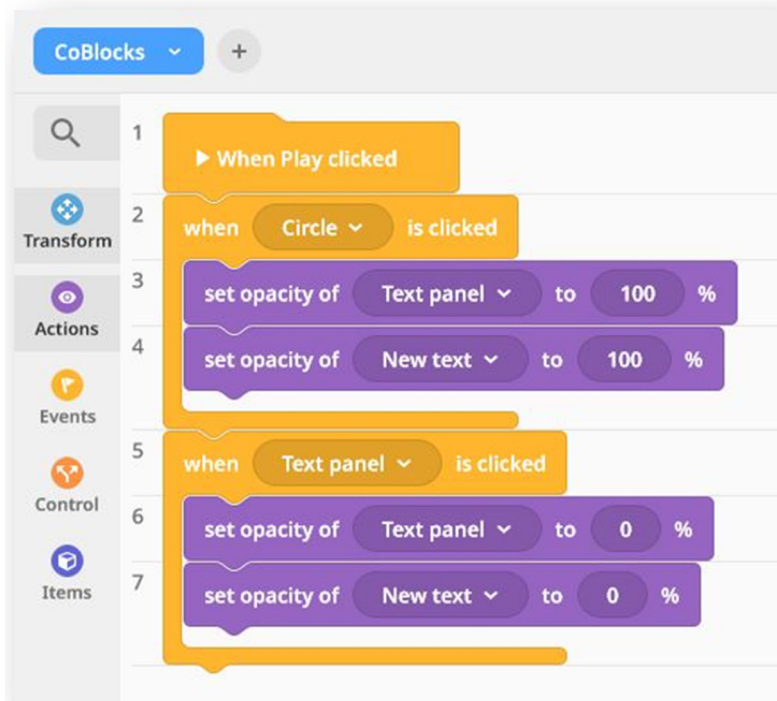 CoBlocks
+
1
When Play clicked
2
when Circle is clicked
Transform
3
set opacity of Text panel to 100 %
Actions
4
set opacity of New text to 100 %
Events
5
when Text panel is clicked
Control
6
set opacity of Text panel to 0 %
Items
7
set opacity of New text to 0 %